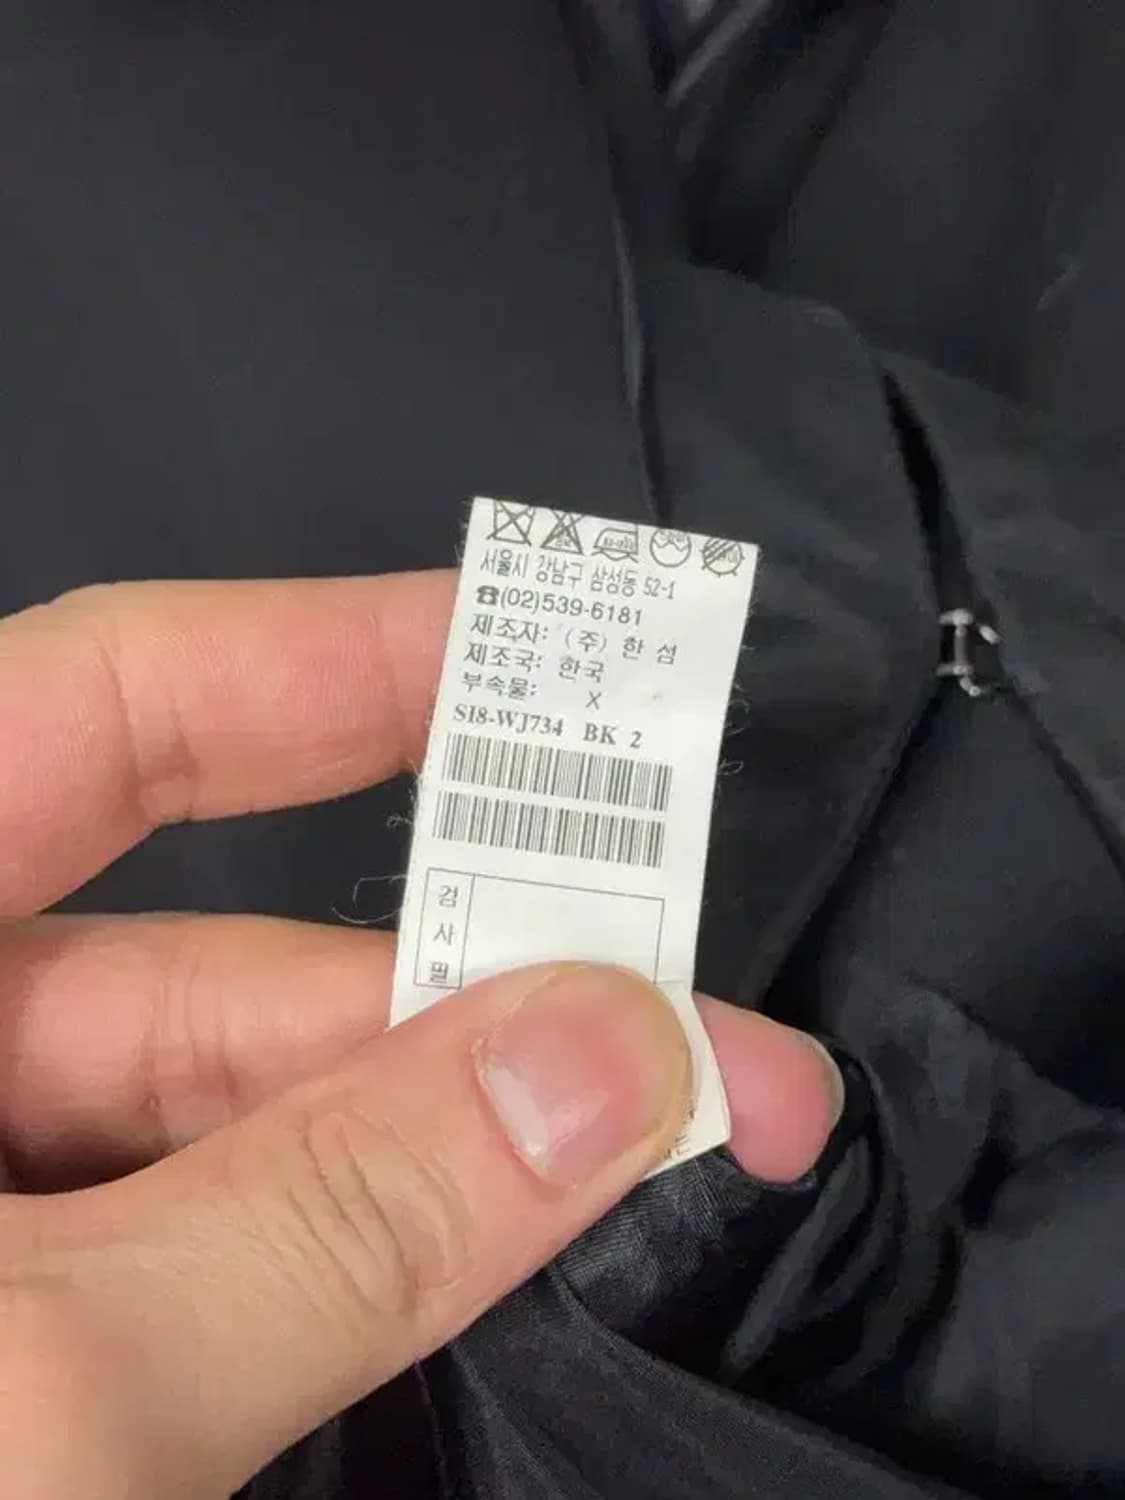 서울시 강남구 삼성동 52-1
☎(02)539-6181
제조자: (주) 한 섬
제조국: 한국
부속물: X
SI8-WJ734 BK 2
검
사
필